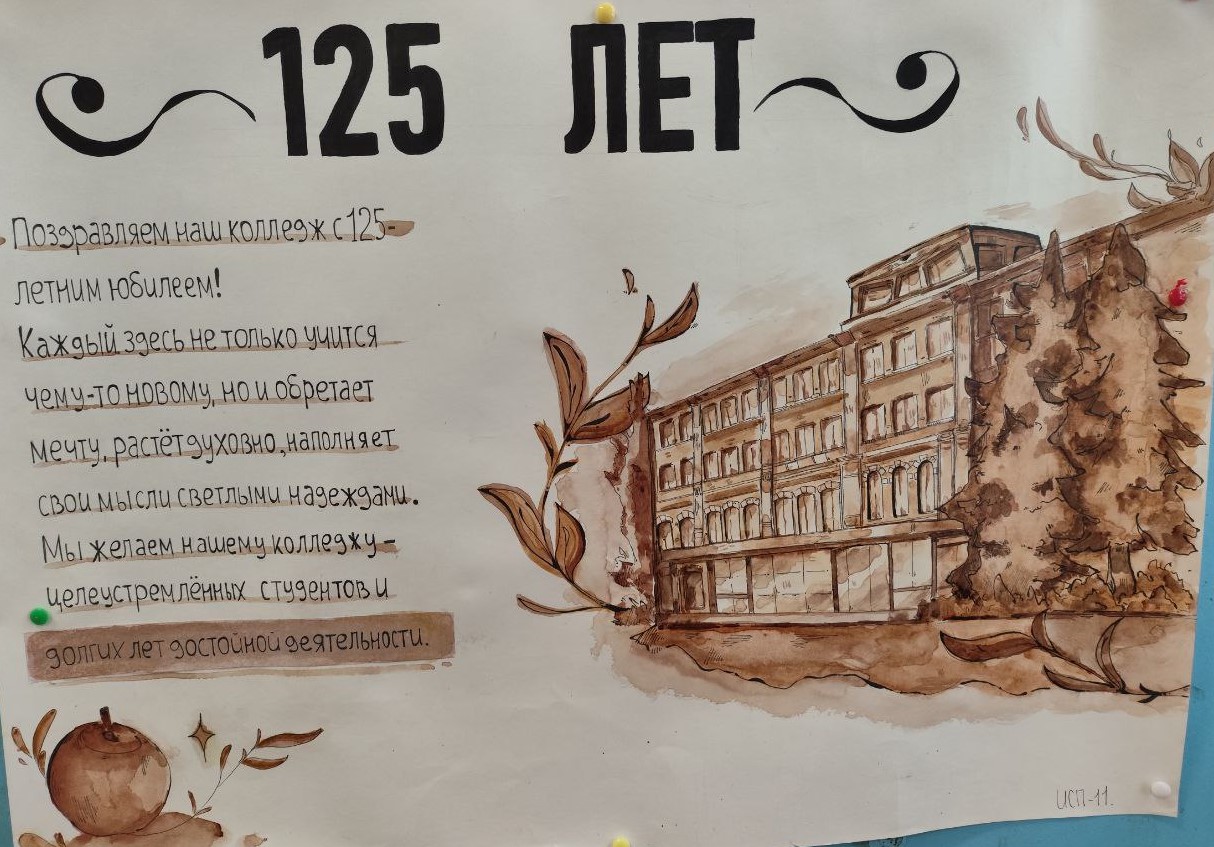 125 ЛЕТ
Поздравляем наш колледж с 125-
летним юбилеем!
Каждый здесь не только учится
чему-то новому, но и обретает
мечту, растёт духовно, наполняет
свои мысли светлыми надеждами.
Мы желаем нашему колледжу -
целеустремлённых студентов и
долгих лет достойной деятельности.
ИСП-11.